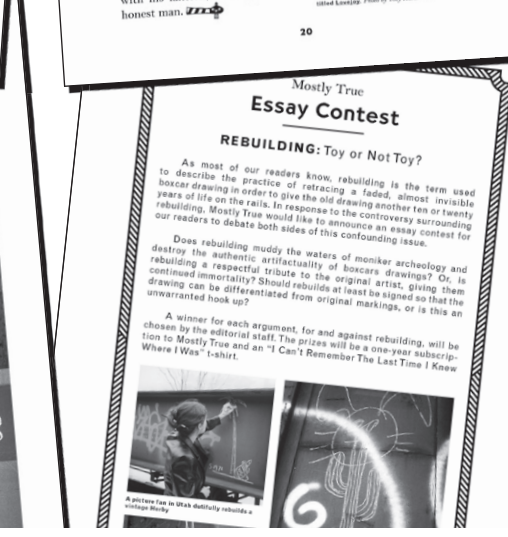 honest man.
20
Mostly True
Essay Contest
REBUILDING: Toy or Not Toy?
As most of our readers know, rebuilding is the term used
to describe the practice of retracing a faded, almost invisible
boxcar drawing in order to give the old drawing another ten or twenty
years of life on the rails. In response to the controversy surrounding
rebuilding, Mostly True would like to announce an essay contest for
our readers to debate both sides of this confounding issue.
Does rebuilding muddy the waters of moniker archeology and
destroy the authentic artifactuality of boxcars drawings? Or, is
rebuilding a respectful tribute to the original artist, giving them
continued immortality? Should rebuilds at least be signed so that the
drawing can be differentiated from original markings, or is this an
unwarranted hook up?
A winner for each argument, for and against rebuilding, will be
chosen by the editorial staff. The prizes will be a one-year subscrip-
tion to Mostly True and an "I Can't Remember The Last Time I Knew
Where I Was" t-shirt.
A picture fan in Utah dutifully rebuilds a
vintage Herby
6